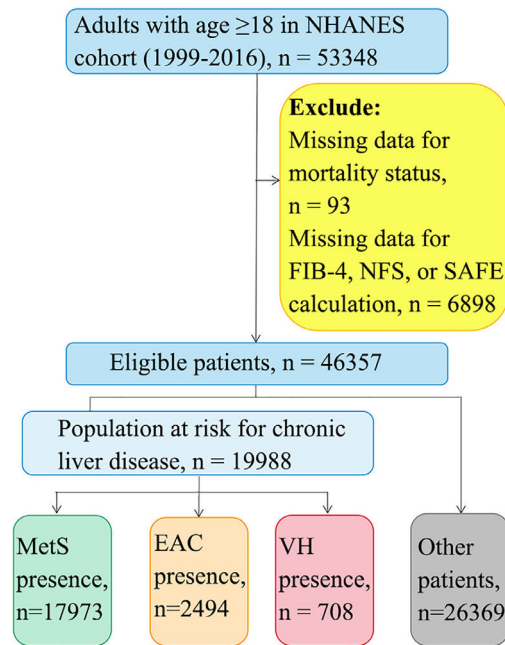 Adults with age ≥18 in NHANES
cohort (1999-2016), n = 53348
Exclude:
Missing data for
mortality status,
n = 93
Missing data for
FIB-4, NFS, or SAFE
calculation, n = 6898
Eligible patients, n = 46357
Population at risk for chronic
liver disease, n = 19988
MetS
presence,
n=17973
EAC
presence,
n=2494
VH
presence,
n = 708
Other
patients,
n=26369